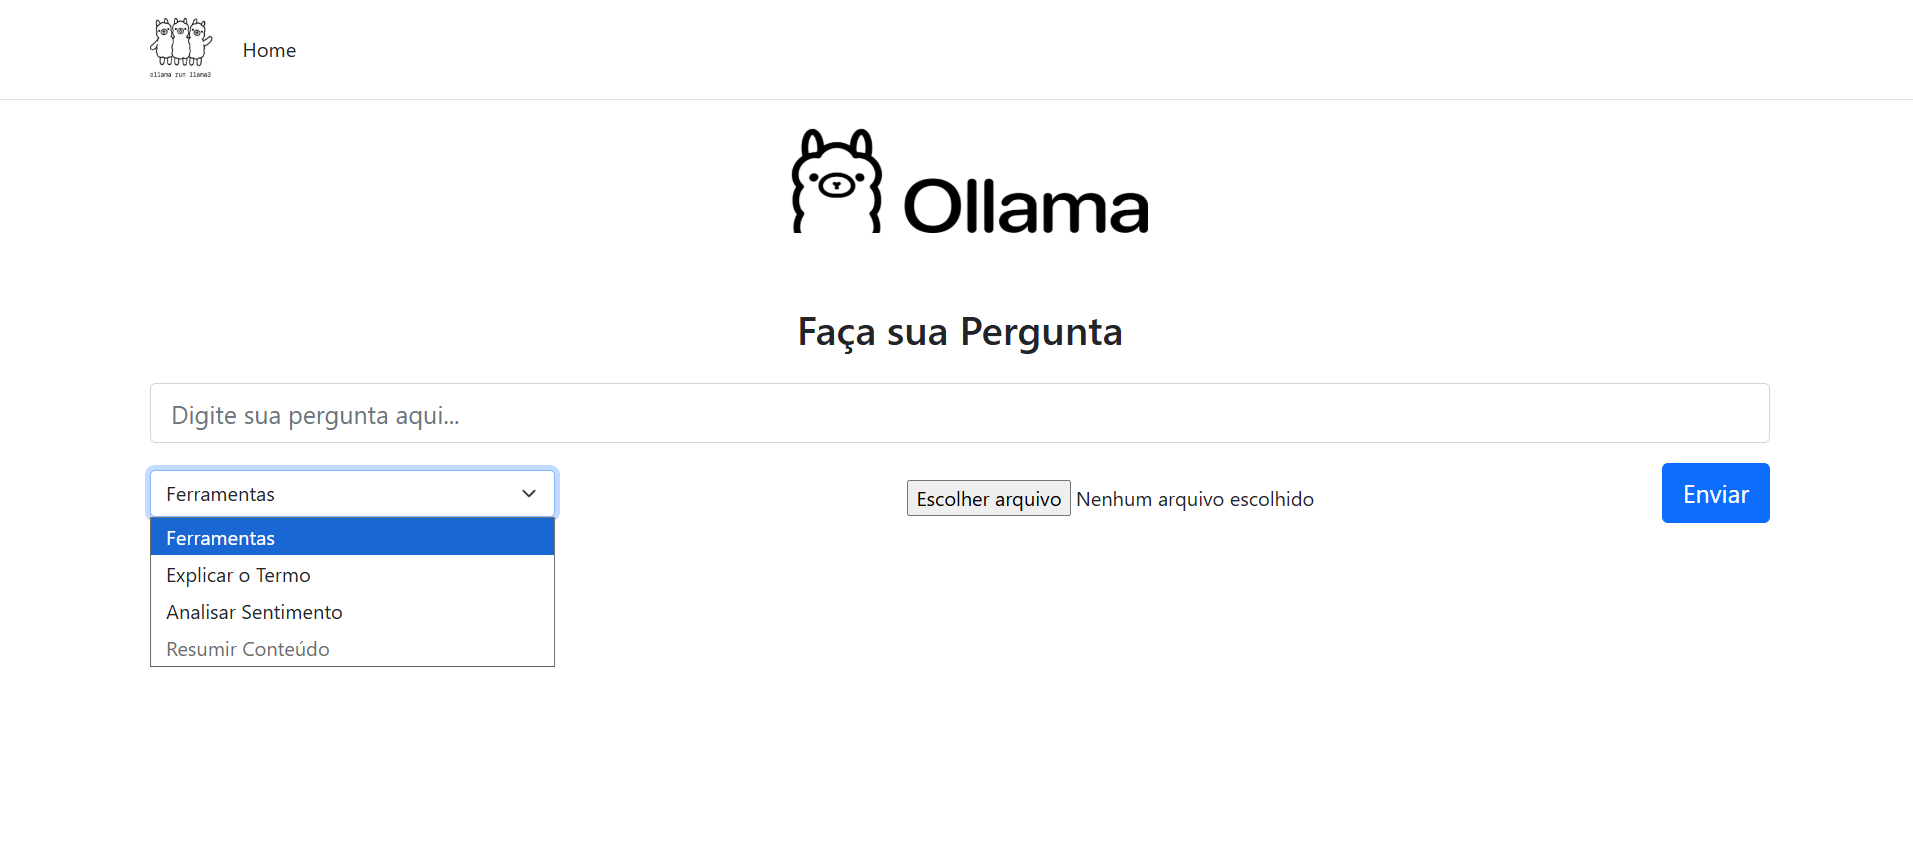 ollama run llama3
Home
Ollama
Faça sua Pergunta
Digite sua pergunta aqui...
Ferramentas
Escolher arquivo Nenhum arquivo escolhido
Enviar
Ferramentas
Explicar o Termo
Analisar Sentimento
Resumir Conteúdo